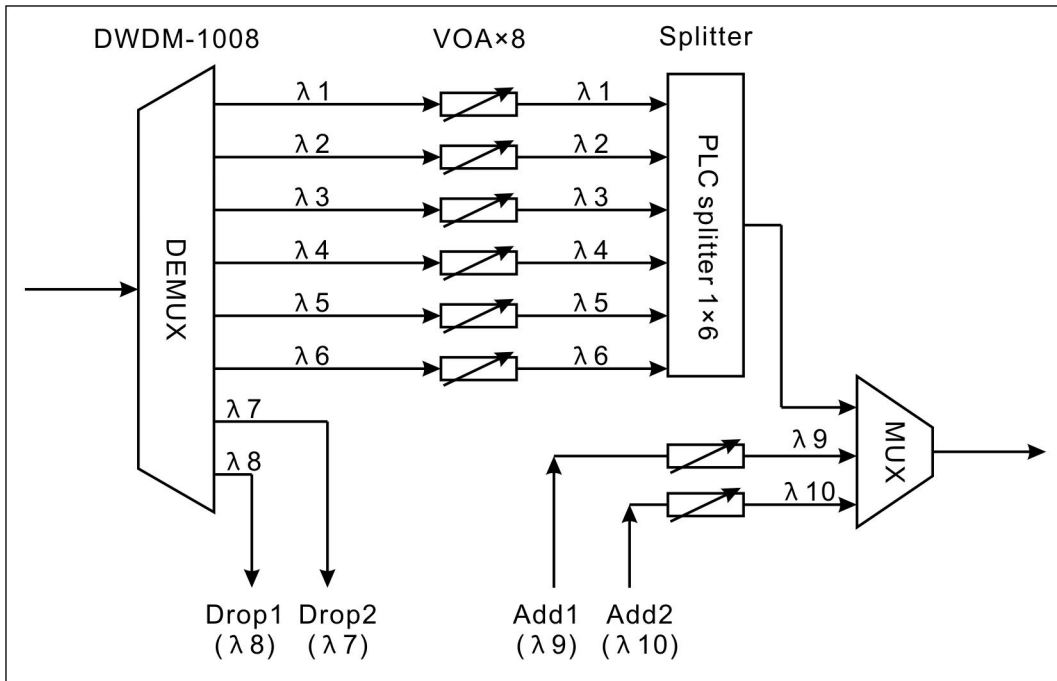 DWDM-1008 VOA×8 Splitter
λ1 λ1
λ2 λ2
λ3 λ3
λ4 λ4
λ5 λ5
λ6 λ6
DEMUX
PLC splitter 1×6
λ7
λ8
λ9
λ10
MUX
Drop1 Drop2 Add1 Add2
(λ8) (λ7) (λ9) (λ10)